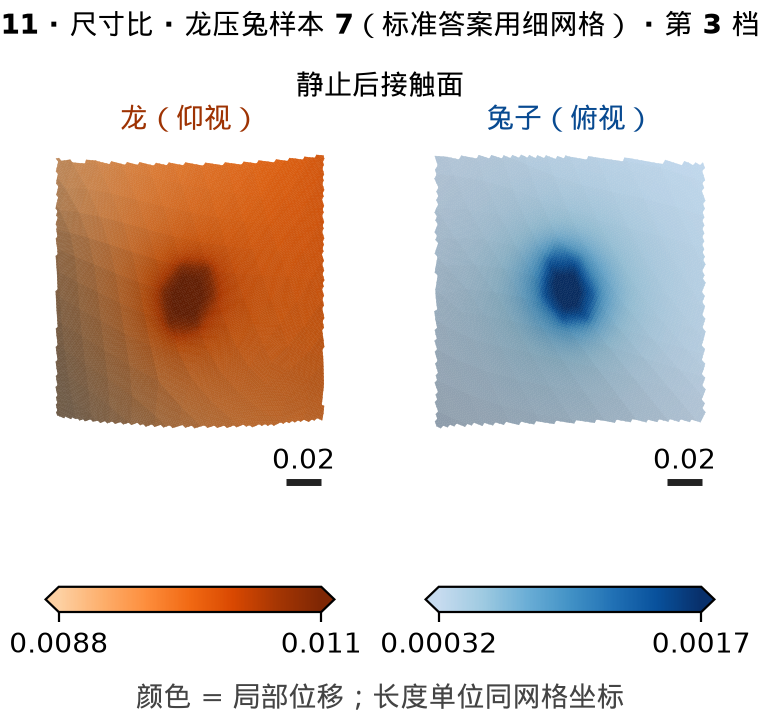 11 · 尺寸比 · 龙压兔样本 7（标准答案用细网格）· 第 3 档
静止后接触面
龙（仰视） 兔子（俯视）
0.02 0.02
0.0088 0.011 0.00032 0.0017
颜色 = 局部位移；长度单位同网格坐标